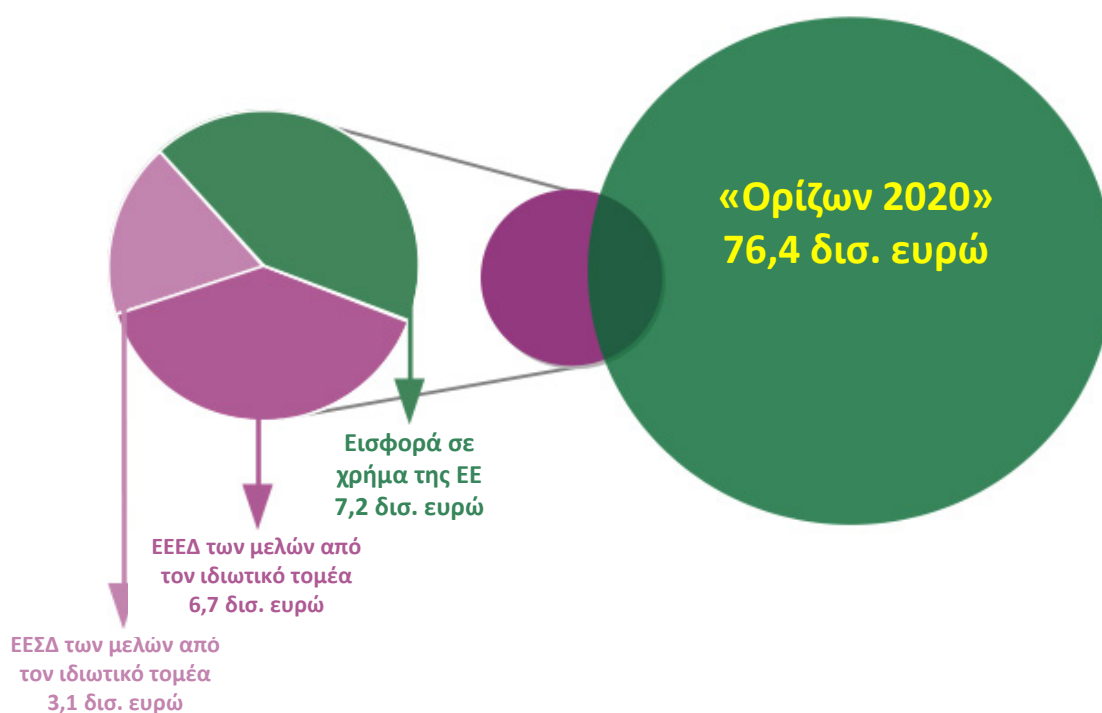 «Ορίζων 2020»
76,4 δισ. ευρώ
Εισφορά σε
χρήμα της ΕΕ
7,2 δισ. ευρώ
ΕΕΕΔ των μελών από
τον ιδιωτικό τομέα
6,7 δισ. ευρώ
ΕΕΣΔ των μελών από
τον ιδιωτικό τομέα
3,1 δισ. ευρώ